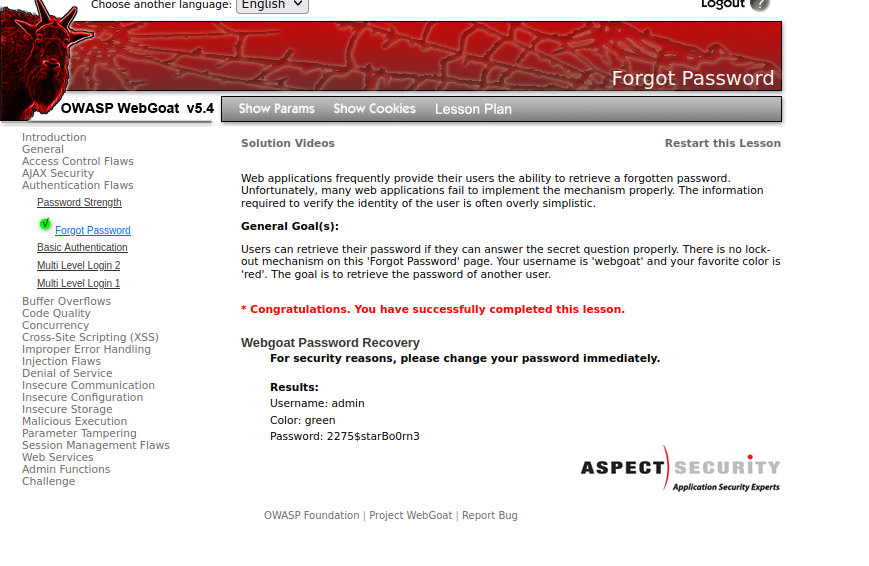 Choose another language: English
Logout ?
Forgot Password
OWASP WebGoat v5.4
Show Params Show Cookies Lesson Plan
Introduction
General
Access Control Flaws
AJAX Security
Authentication Flaws
Password Strength
Forgot Password
Basic Authentication
Multi Level Login 2
Multi Level Login 1
Buffer Overflows
Code Quality
Concurrency
Cross-Site Scripting (XSS)
Improper Error Handling
Injection Flaws
Denial of Service
Insecure Communication
Insecure Configuration
Insecure Storage
Malicious Execution
Parameter Tampering
Session Management Flaws
Web Services
Admin Functions
Challenge
Solution Videos
Restart this Lesson
Web applications frequently provide their users the ability to retrieve a forgotten password.
Unfortunately, many web applications fail to implement the mechanism properly. The information
required to verify the identity of the user is often overly simplistic.
General Goal(s):
Users can retrieve their password if they can answer the secret question properly. There is no lock-
out mechanism on this 'Forgot Password' page. Your username is 'webgoat' and your favorite color is
'red'. The goal is to retrieve the password of another user.
* Congratulations. You have successfully completed this lesson.
Webgoat Password Recovery
For security reasons, please change your password immediately.
Results:
Username: admin
Color: green
Password: 2275$starBo0rn3
ASPECT SECURITY
Application Security Experts
OWASP Foundation | Project WebGoat | Report Bug